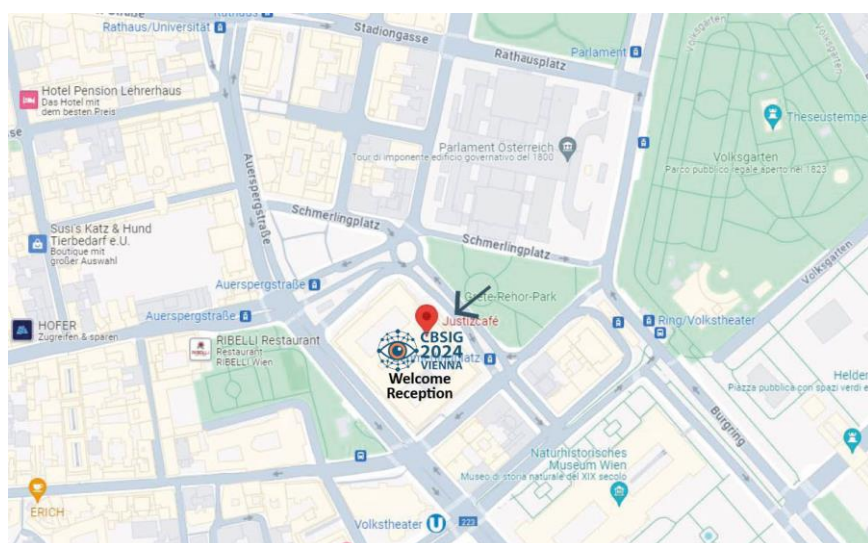 Rathaus/Universität
Stadiongasse
Rathausplatz
Parlament
Volksgarten
Hotel Pension Lehrerhaus
Das Hotel mit
dem besten Preis
Theseustempe
Parlament Österreich
Tour di imponente edificio governativo del 1800
Volksgarten
Parco pubblico legale aperto nel 1823
Auerspergstraße
Schmerlingplatz
Schmerlingplatz
Susi's Katz & Hund
Tierbedarf e.U.
Boutique mit
großer Auswahl
Volksgarten
Auerspergstraße
Grete-Rehor-Park
Auerspergstraße
HOFER
Zugreifen & sparen
RIBELLI Restaurant
Restaurant
RIBELLI Wien
Justizcafé
Ring/Volkstheater
CBSIG
2024
VIENNA
Welcome
Reception
Helden
Piazza pubblica con spazi verdi e
Burgring
Naturhistorisches
Museum Wien
Museo di storia naturale del XIX secolo
ERICH
Volkstheater
U
223